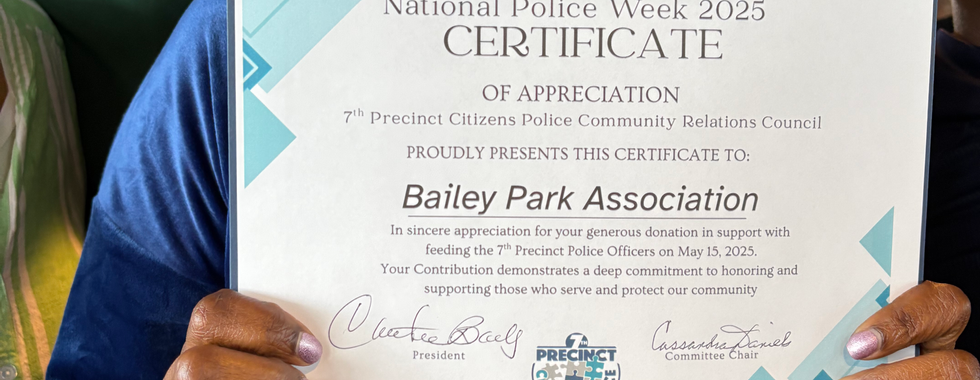 National Police Week 2025
CERTIFICATE
OF APPRECIATION
7th Precinct Citizens Police Community Relations Council
PROUDLY PRESENTS THIS CERTIFICATE TO:
Bailey Park Association
In sincere appreciation for your generous donation in support with
feeding the 7th Precinct Police Officers on May 15, 2025.
Your Contribution demonstrates a deep commitment to honoring and
supporting those who serve and protect our community
Cassandra Daniels
President
Committee Chair
7TH
PRECINCT